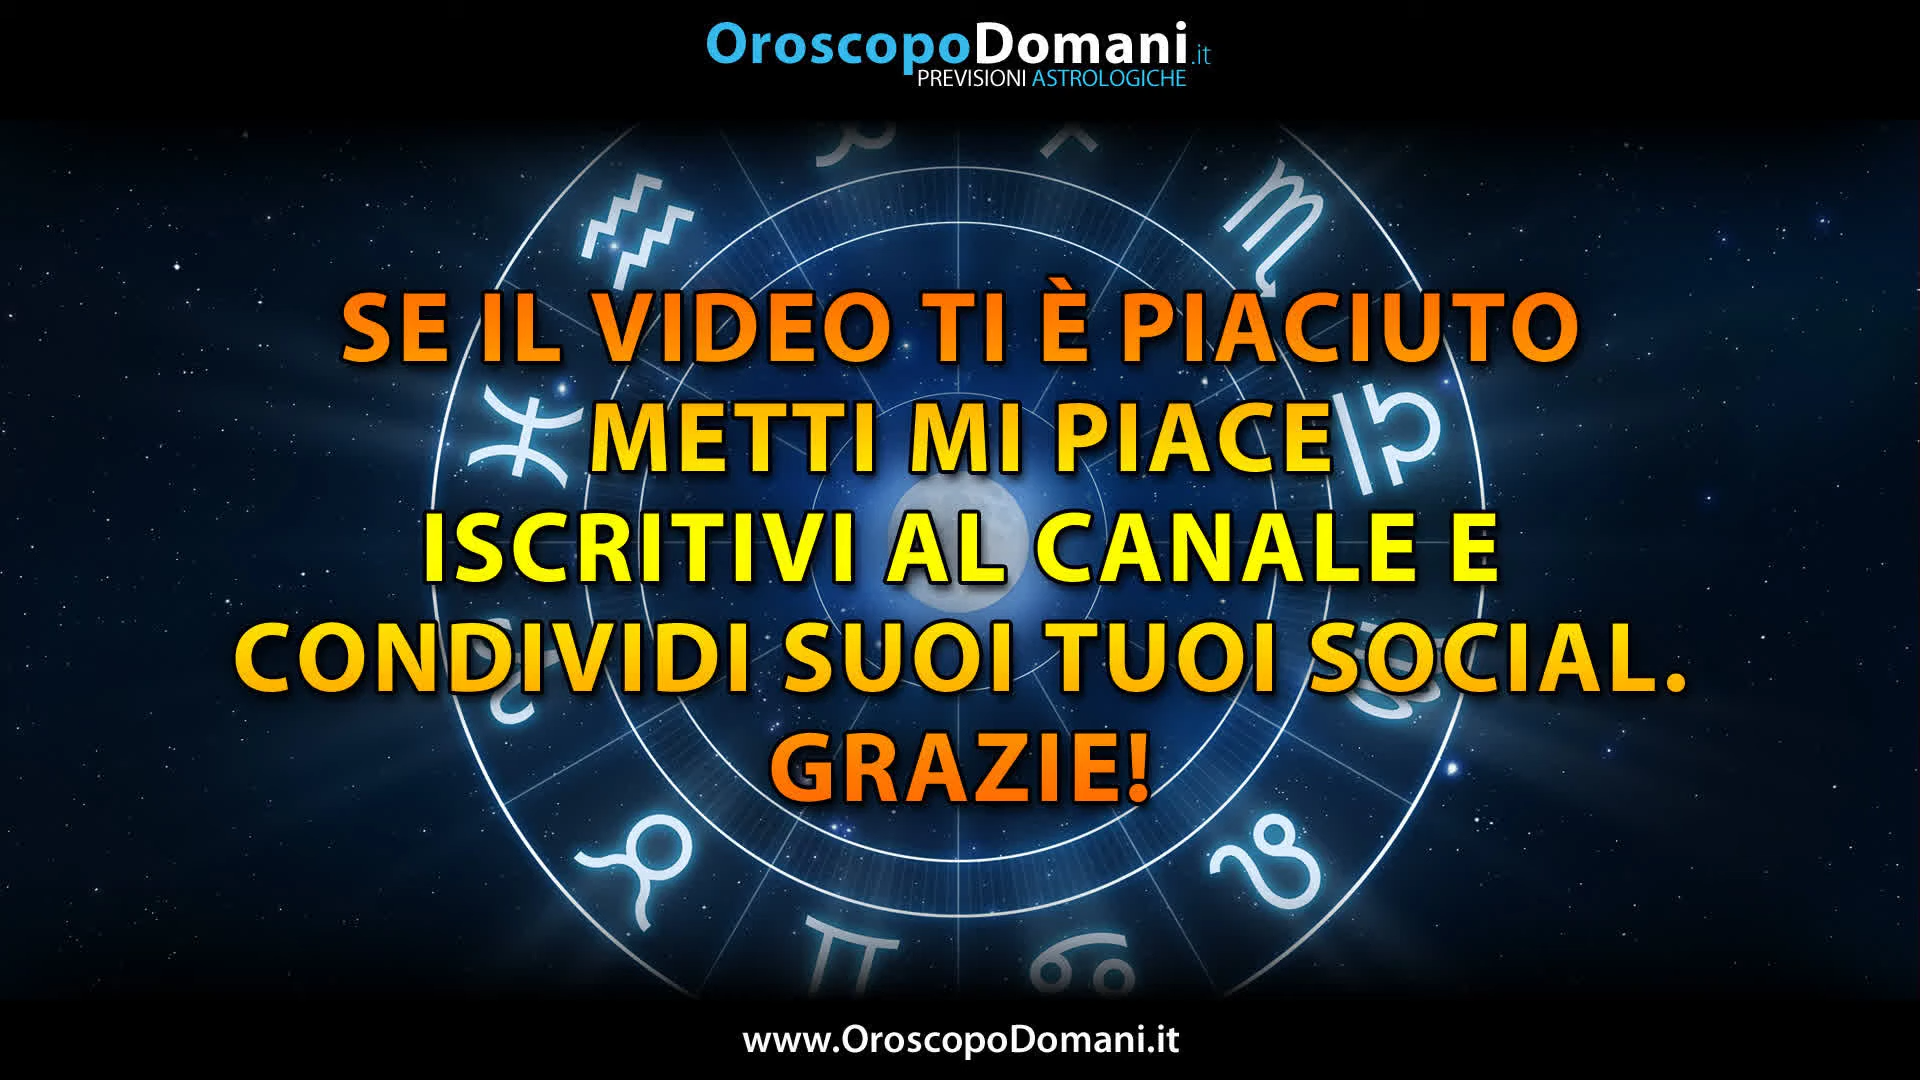 OroscopoDomani.it
PREVISIONI ASTROLOGICHE
SE IL VIDEO TI È PIACIUTO
METTI MI PIACE
ISCRITIVI AL CANALE E
CONDIVIDI SUOI TUOI SOCIAL.
GRAZIE!
www.OroscopoDomani.it